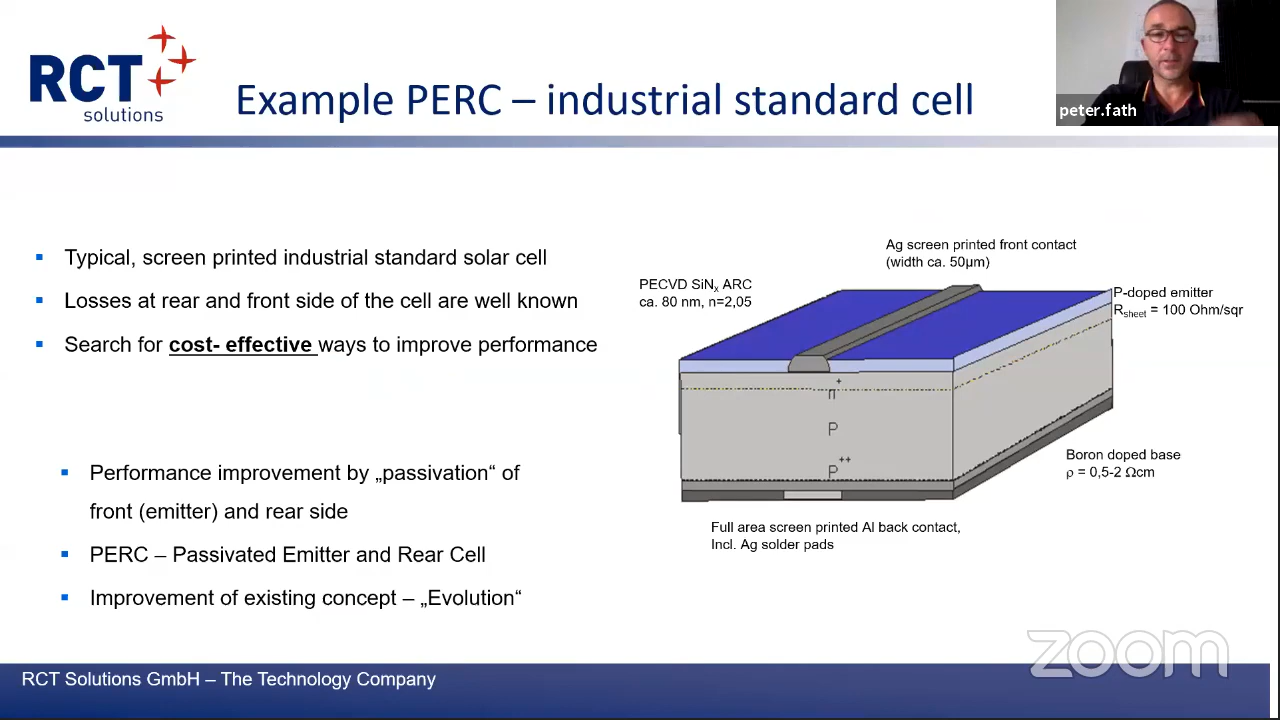 RCT
solutions
Example PERC – industrial standard cell
peter.fath
▪ Typical, screen printed industrial standard solar cell
▪ Losses at rear and front side of the cell are well known
▪ Search for cost- effective ways to improve performance
▪ Performance improvement by „passivation“ of
front (emitter) and rear side
▪ PERC – Passivated Emitter and Rear Cell
▪ Improvement of existing concept – „Evolution“
Ag screen printed front contact
(width ca. 50µm)
PECVD SiNx ARC
ca. 80 nm, n=2,05
P-doped emitter
Rsheet = 100 Ohm/sqr
n+
P
P++
Boron doped base
ρ = 0,5-2 Ωcm
Full area screen printed Al back contact,
Incl. Ag solder pads
zoom
RCT Solutions GmbH – The Technology Company